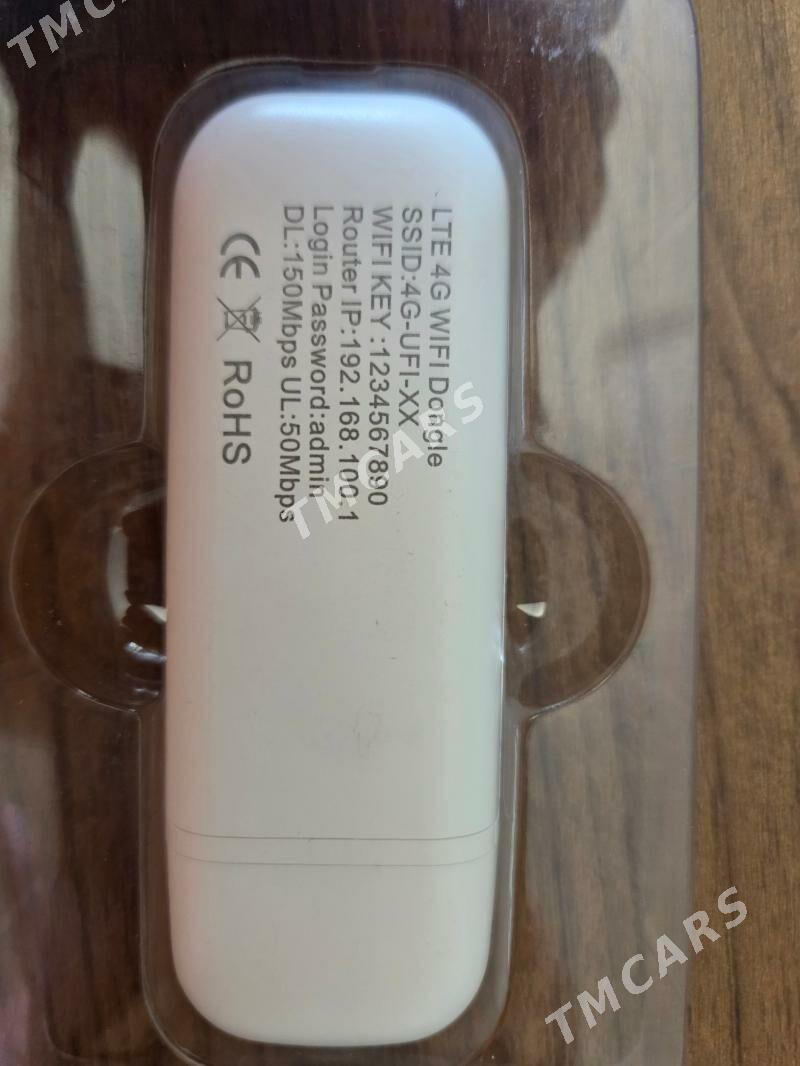 LTE 4G WIFI Dongle
SSID:4G-UFI-XX
WIFI KEY :1234567890
Router IP:192.168.100.1
Login Password:admin
DL:150Mbps UL:50Mbps
CE RoHS
TMCARS
TMCARS
TMCARS